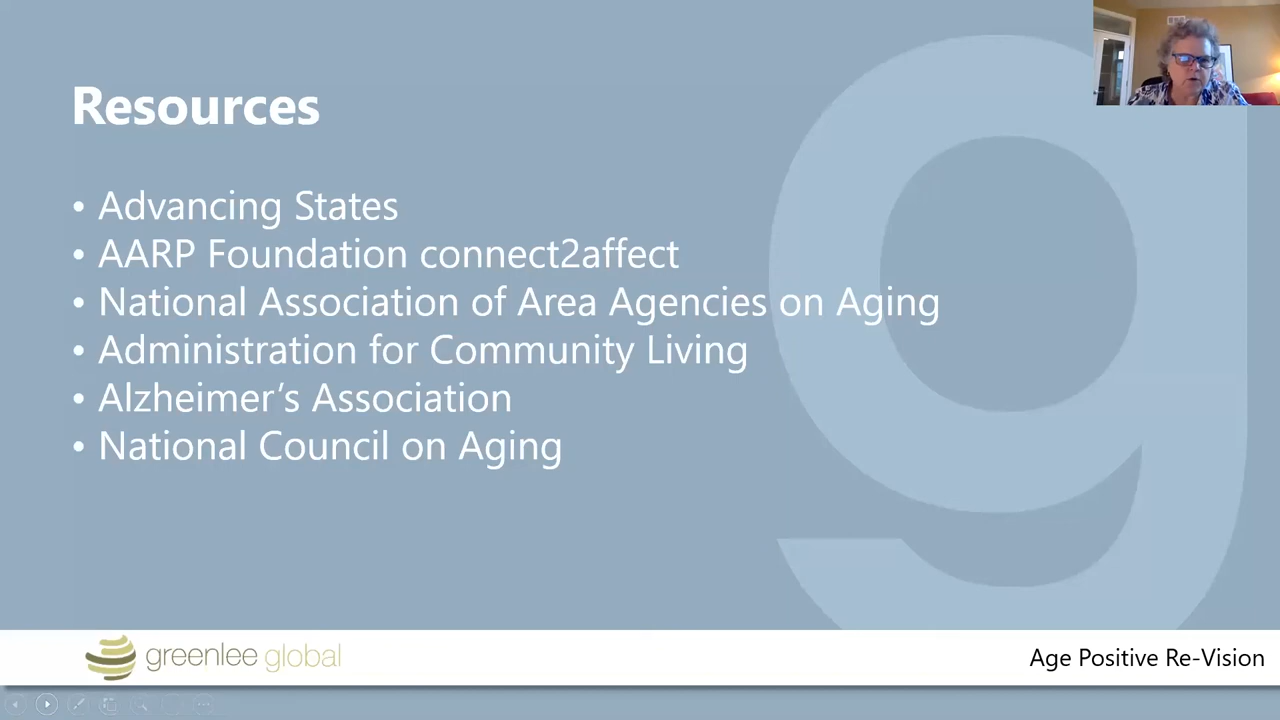 Resources
• Advancing States
• AARP Foundation connect2affect
• National Association of Area Agencies on Aging
• Administration for Community Living
• Alzheimer’s Association
• National Council on Aging
g
greenlee global
Age Positive Re-Vision